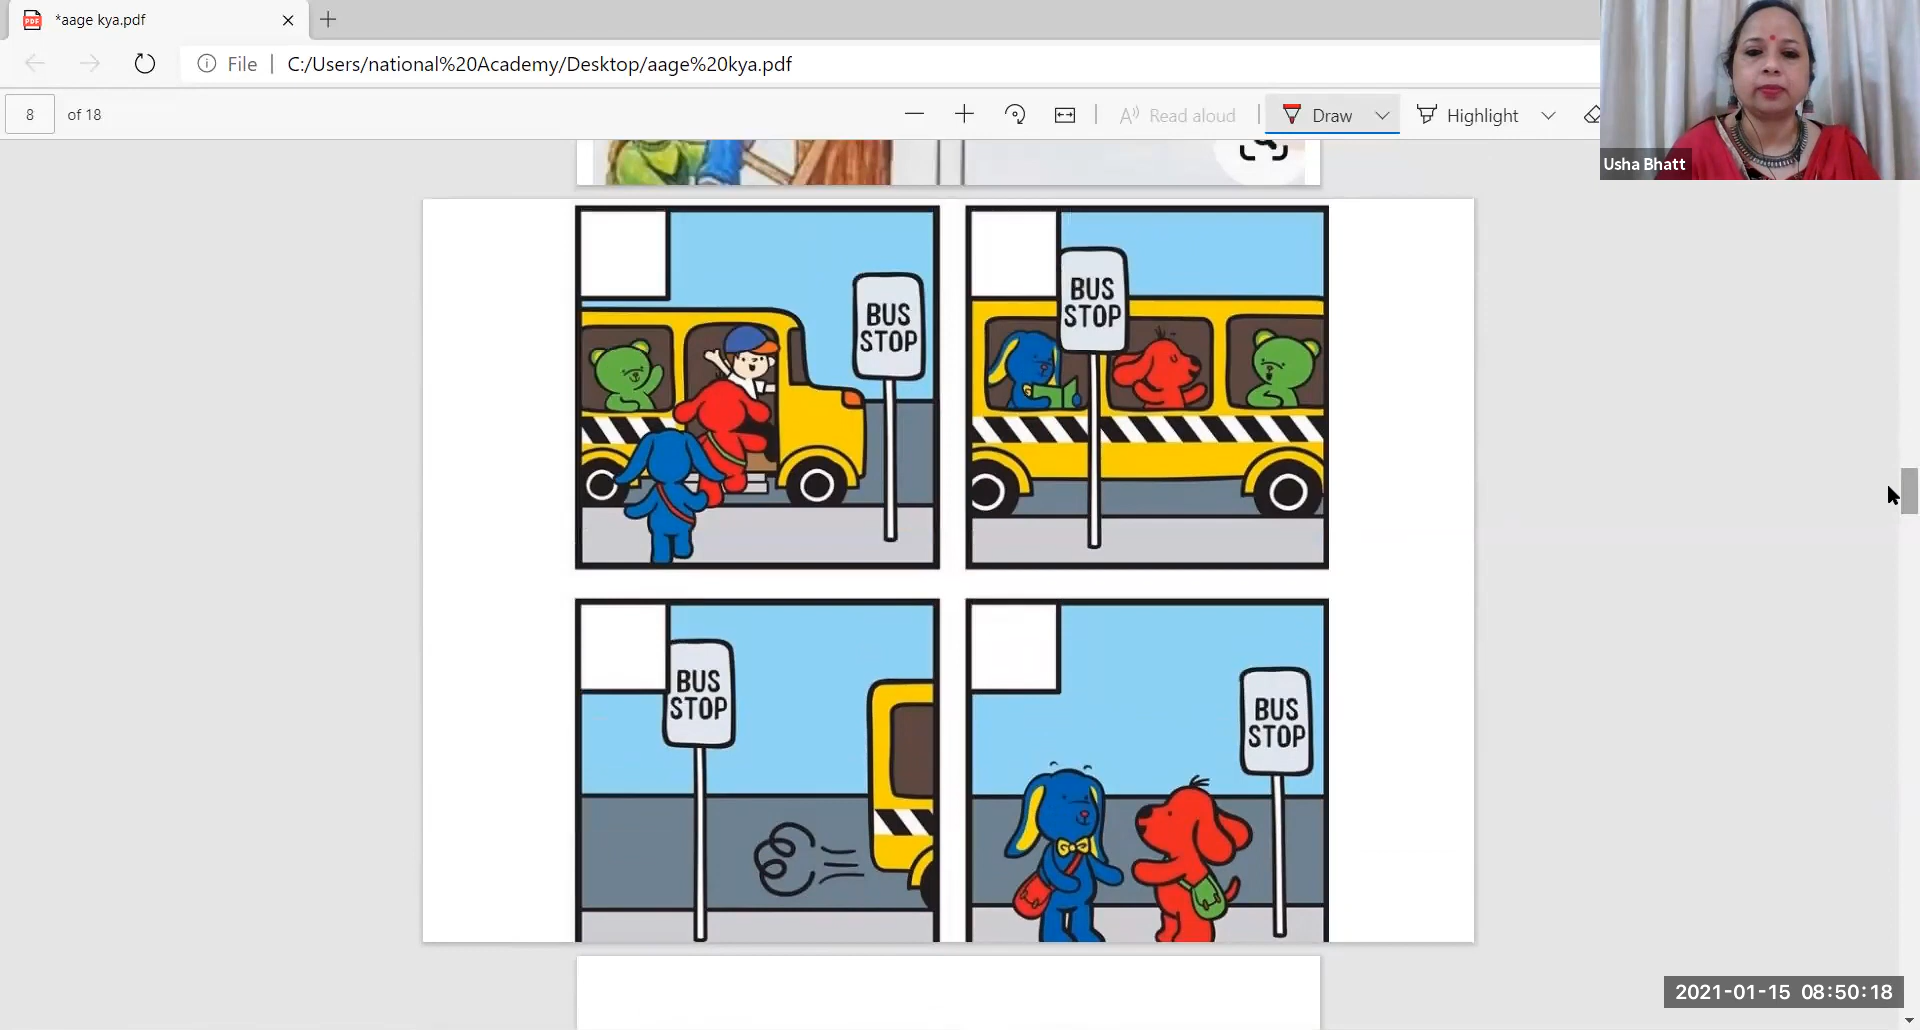 *aage kya.pdf
File
C:/Users/national%20Academy/Desktop/aage%20kya.pdf
8 of 18
Read aloud
Draw
Highlight
Usha Bhatt
BUS
STOP
BUS
STOP
BUS
STOP
BUS
STOP
2021-01-15 08:50:18